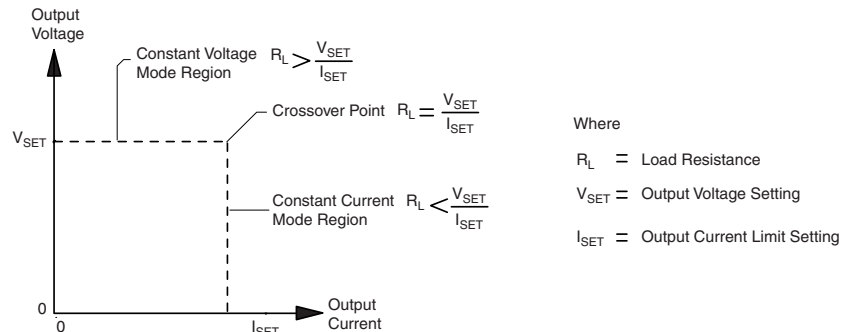 Output
Voltage
Constant Voltage
Mode Region
R_L > V_SET / I_SET
Crossover Point R_L = V_SET / I_SET
V_SET
Constant Current
Mode Region
R_L < V_SET / I_SET
0
0
I_SET
Output
Current
Where
R_L = Load Resistance
V_SET = Output Voltage Setting
I_SET = Output Current Limit Setting